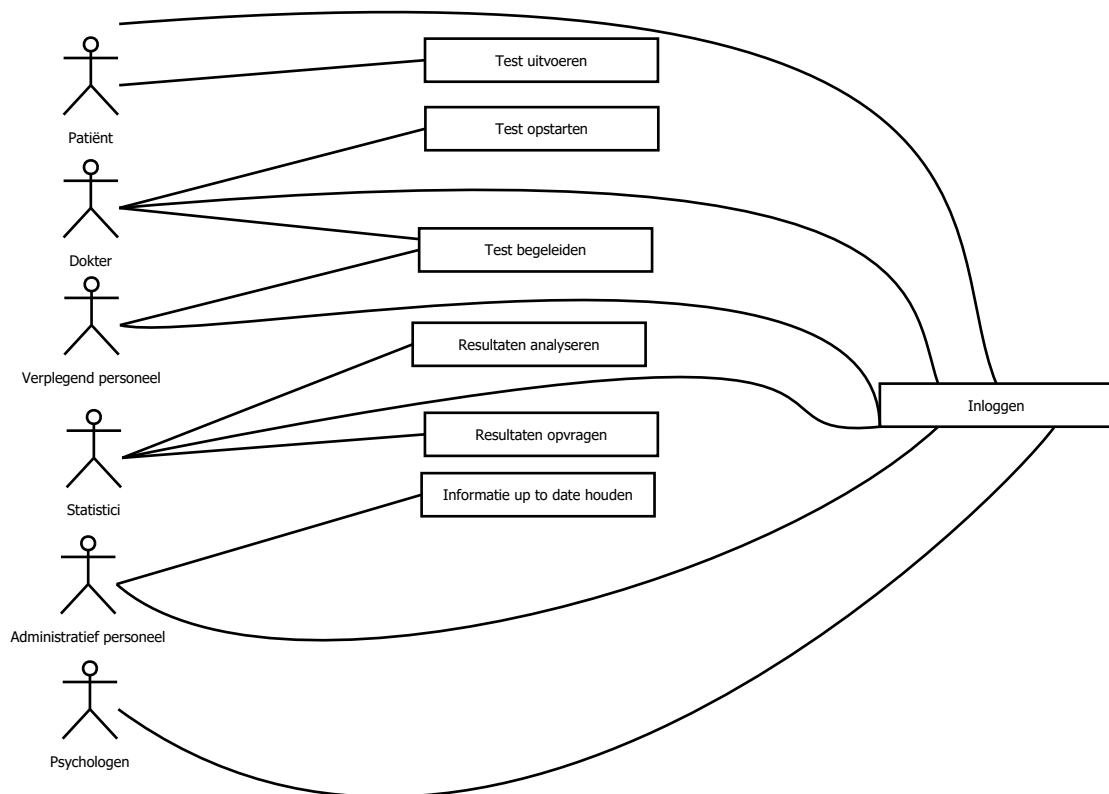 Test uitvoeren
Patiënt
Test opstarten
Dokter
Test begeleiden
Verplegend personeel
Resultaten analyseren
Inloggen
Resultaten opvragen
Statistici
Informatie up to date houden
Administratief personeel
Psychologen